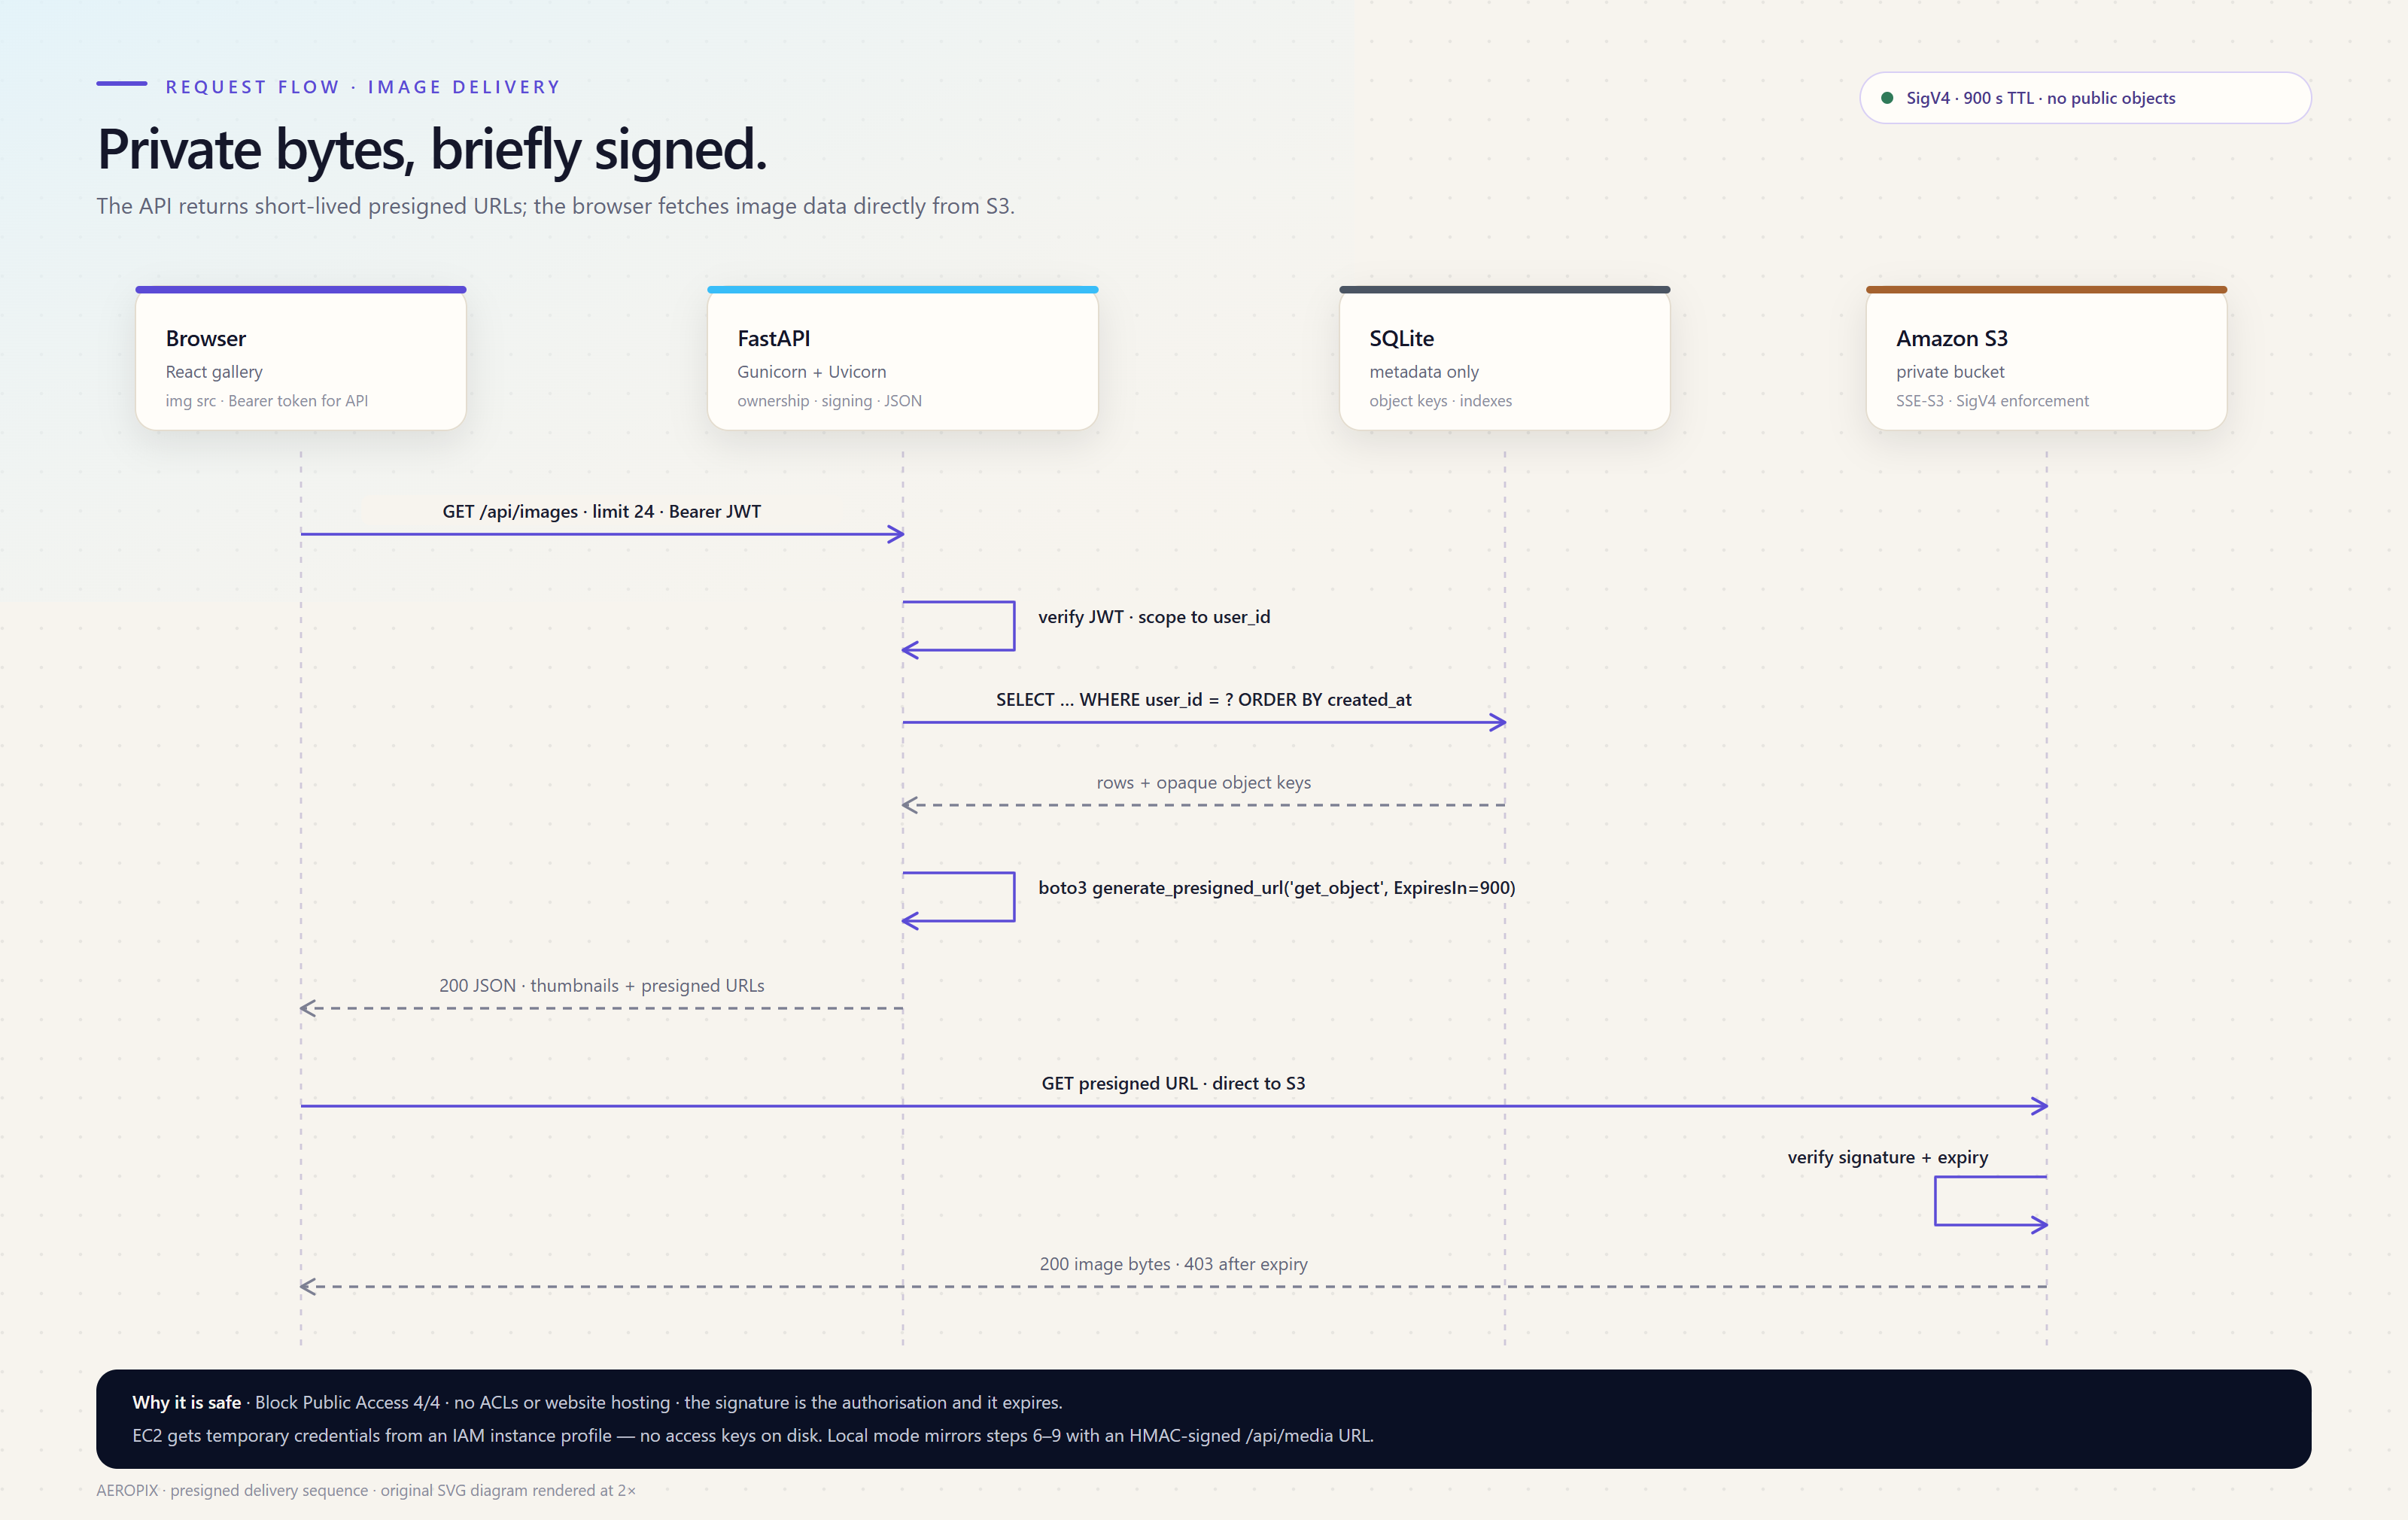 REQUEST FLOW · IMAGE DELIVERY
SigV4 · 900 s TTL · no public objects
Private bytes, briefly signed.
The API returns short-lived presigned URLs; the browser fetches image data directly from S3.
Browser
React gallery
img src · Bearer token for API
FastAPI
Gunicorn + Uvicorn
ownership · signing · JSON
SQLite
metadata only
object keys · indexes
Amazon S3
private bucket
SSE-S3 · SigV4 enforcement
GET /api/images · limit 24 · Bearer JWT
verify JWT · scope to user_id
SELECT ... WHERE user_id = ? ORDER BY created_at
rows + opaque object keys
boto3 generate_presigned_url('get_object', ExpiresIn=900)
200 JSON · thumbnails + presigned URLs
GET presigned URL · direct to S3
verify signature + expiry
200 image bytes · 403 after expiry
Why it is safe · Block Public Access 4/4 · no ACLs or website hosting · the signature is the authorisation and it expires.
EC2 gets temporary credentials from an IAM instance profile — no access keys on disk. Local mode mirrors steps 6–9 with an HMAC-signed /api/media URL.
AEROPIX · presigned delivery sequence · original SVG diagram rendered at 2×